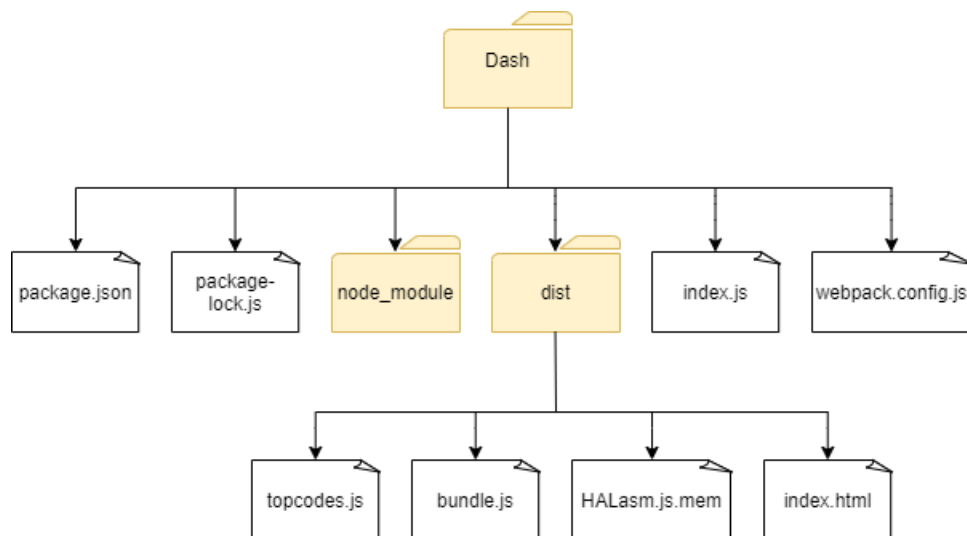 Dash
package.json
package-
lock.js
node_module
dist
index.js
webpack.config.js
topcodes.js
bundle.js
HALasm.js.mem
index.html